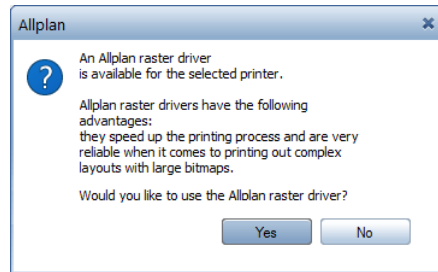 Allplan
An Allplan raster driver
is available for the selected printer.
Allplan raster drivers have the following
advantages:
they speed up the printing process and are very
reliable when it comes to printing out complex
layouts with large bitmaps.
Would you like to use the Allplan raster driver?
Yes No